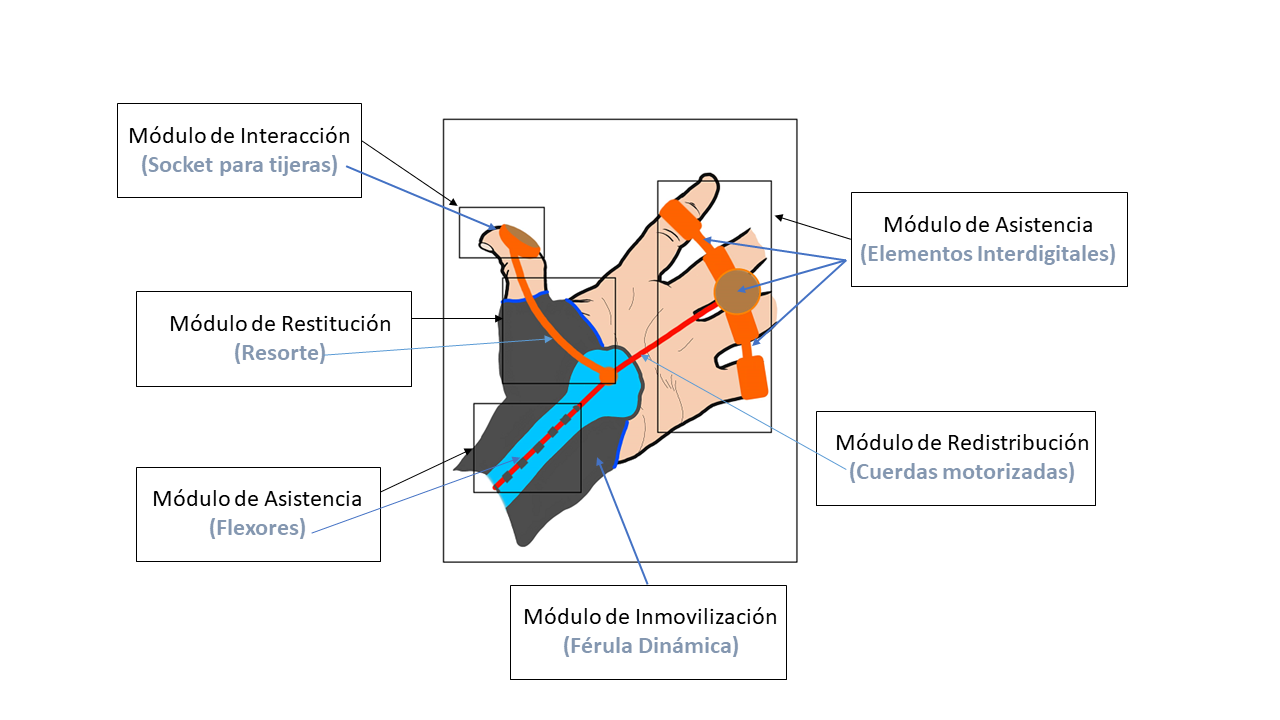 Módulo de Interacción
(Socket para tijeras)
Módulo de Asistencia
(Elementos Interdigitales)
Módulo de Restitución
(Resorte)
Módulo de Redistribución
(Cuerdas motorizadas)
Módulo de Asistencia
(Flexores)
Módulo de Inmovilización
(Férula Dinámica)